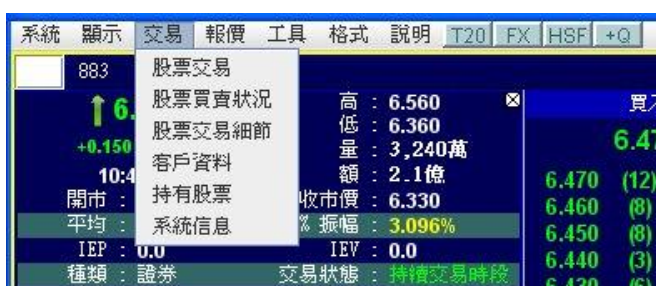 系統 顯示 交易 報價 工具 格式 說明 T20 FX HSF +Q
883
股票交易
股票買賣狀況
股票交易細節
客戶資料
持有股票
系統信息
6.
+0.150
10:4
高 : 6.560
低 : 6.360
量 : 3,240萬
額 : 2.1億
開市 : 收市價 : 6.330
平均 : % 振幅 : 3.096%
IEP : 0.0 IEV : 0.0
種類 : 證券 交易狀態 : 持續交易時段
買
6.47
6.470 (12)
6.460 (8)
6.450 (8)
6.440 (3)
6.430 (6)